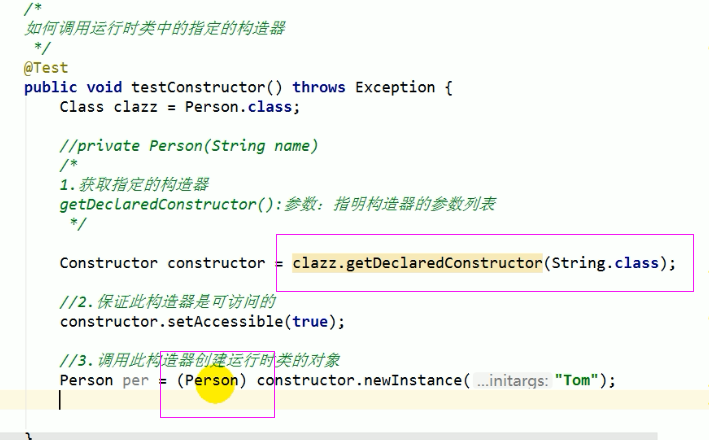 /*
如何调用运行时类中的指定的构造器
*/
@Test
public void testConstructor() throws Exception {
Class clazz = Person.class;
//private Person(String name)
/*
1.获取指定的构造器
getDeclaredConstructor():参数: 指明构造器的参数列表
*/
Constructor constructor = clazz.getDeclaredConstructor(String.class);
//2.保证此构造器是可访问的
constructor.setAccessible(true);
//3.调用此构造器创建运行时类的对象
Person per = (Person) constructor.newInstance( ...initargs: "Tom");
}